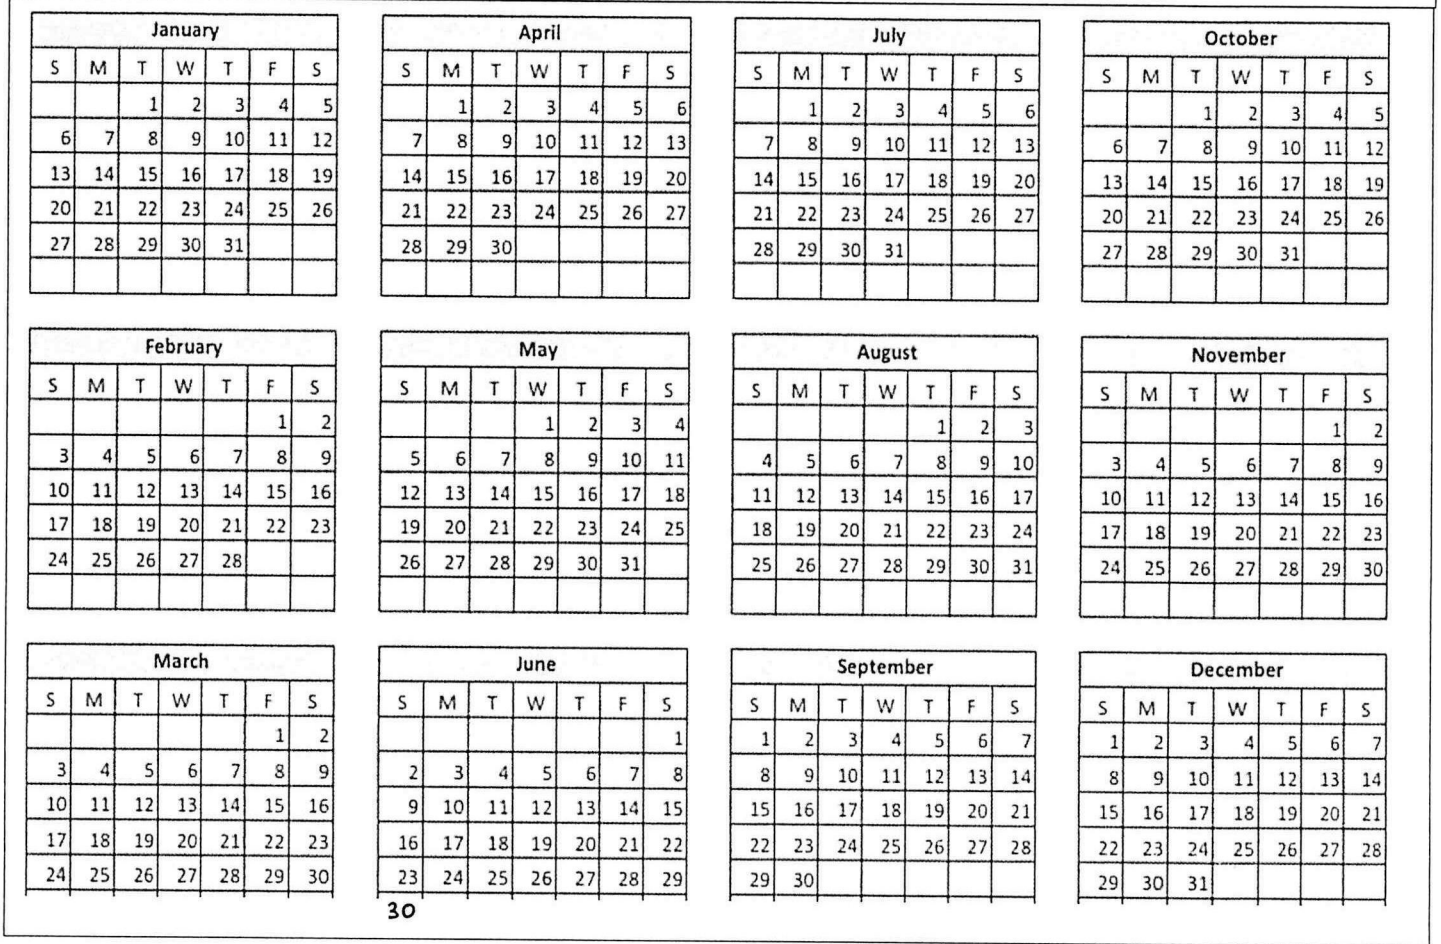 January April July October
S M T W T F S S M T W T F S S M T W T F S S M T W T F S
1 2 3 4 5 1 2 3 4 5 6 1 2 3 4 5 6 1 2 3 4 5
6 7 8 9 10 11 12 7 8 9 10 11 12 13 7 8 9 10 11 12 13 6 7 8 9 10 11 12
13 14 15 16 17 18 19 14 15 16 17 18 19 20 14 15 16 17 18 19 20 13 14 15 16 17 18 19
20 21 22 23 24 25 26 21 22 23 24 25 26 27 21 22 23 24 25 26 27 20 21 22 23 24 25 26
27 28 29 30 31 28 29 30 28 29 30 31 27 28 29 30 31
February May August November
S M T W T F S S M T W T F S S M T W T F S S M T W T F S
1 2 1 2 3 4 1 2 3 1 2
3 4 5 6 7 8 9 5 6 7 8 9 10 11 4 5 6 7 8 9 10 3 4 5 6 7 8 9
10 11 12 13 14 15 16 12 13 14 15 16 17 18 11 12 13 14 15 16 17 10 11 12 13 14 15 16
17 18 19 20 21 22 23 19 20 21 22 23 24 25 18 19 20 21 22 23 24 17 18 19 20 21 22 23
24 25 26 27 28 26 27 28 29 30 31 25 26 27 28 29 30 31 24 25 26 27 28 29 30
March June September December
S M T W T F S S M T W T F S S M T W T F S S M T W T F S
1 2 1 1 2 3 4 5 6 7 1 2 3 4 5 6 7
3 4 5 6 7 8 9 2 3 4 5 6 7 8 8 9 10 11 12 13 14 8 9 10 11 12 13 14
10 11 12 13 14 15 16 9 10 11 12 13 14 15 15 16 17 18 19 20 21 15 16 17 18 19 20 21
17 18 19 20 21 22 23 16 17 18 19 20 21 22 22 23 24 25 26 27 28 22 23 24 25 26 27 28
24 25 26 27 28 29 30 23 24 25 26 27 28 29 29 30 29 30 31
30